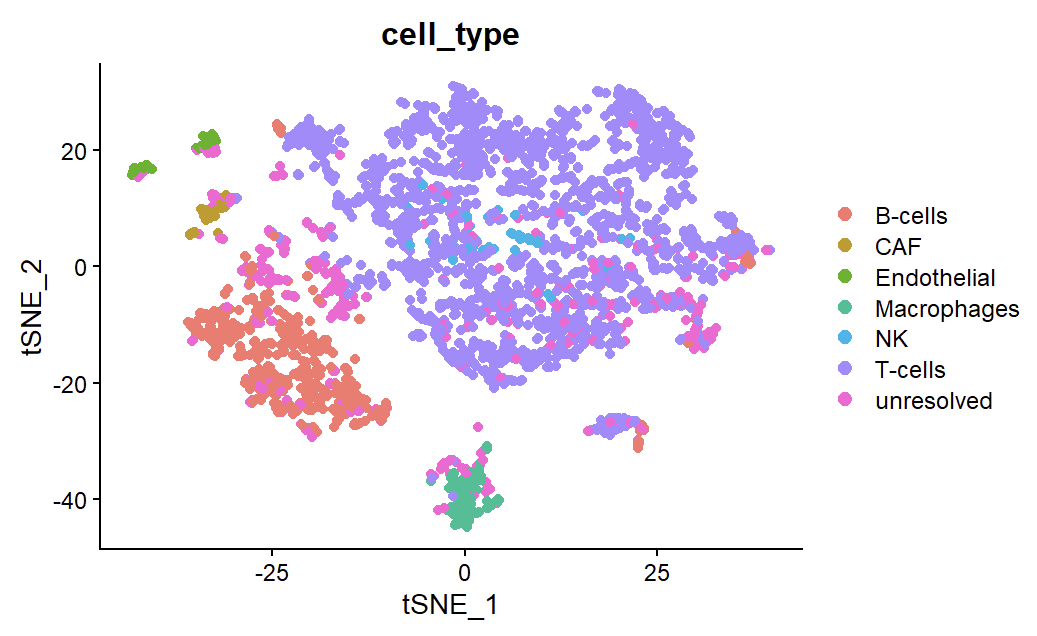 cell_type
20
0
-20
-40
tSNE_2
-25
0
25
tSNE_1
B-cells
CAF
Endothelial
Macrophages
NK
T-cells
unresolved